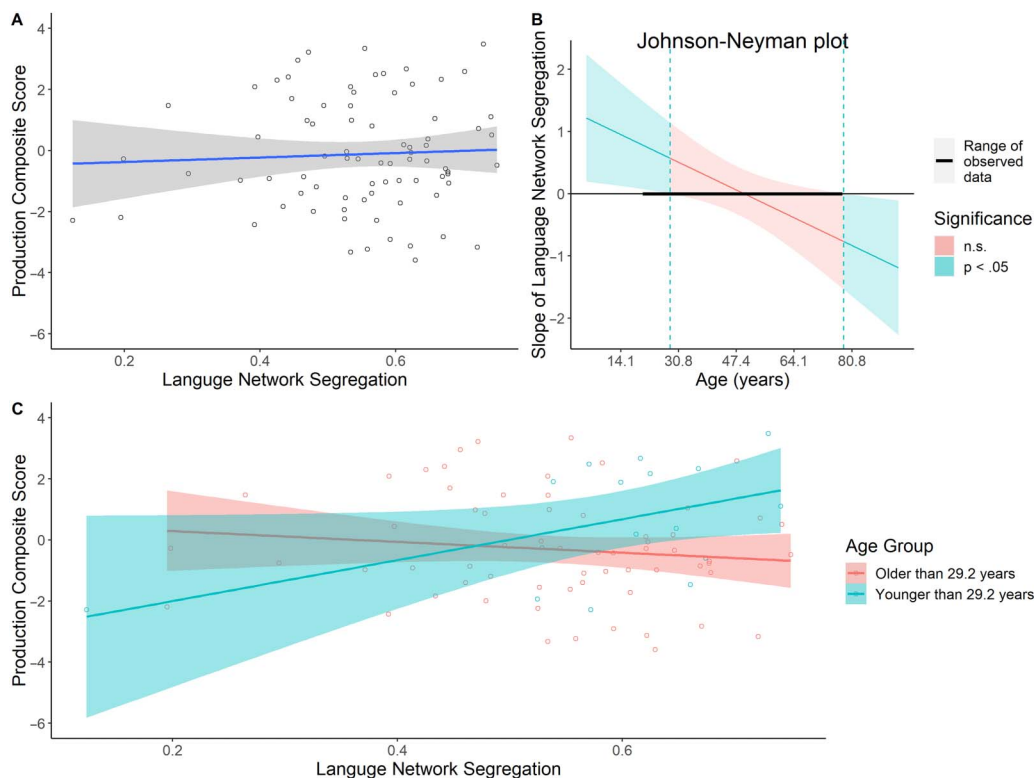 A
Production Composite Score
4
2
0
−2
−4
−6
0.2
0.4
0.6
Languge Network Segregation
B
Johnson-Neyman plot
Slope of Language Network Segregation
2
1
0
−1
−2
14.1
30.8
47.4
64.1
80.8
Age (years)
Range of
observed
data
Significance
n.s.
p < .05
C
Production Composite Score
4
2
0
−2
−4
−6
0.2
0.4
0.6
Languge Network Segregation
Age Group
Older than 29.2 years
Younger than 29.2 years